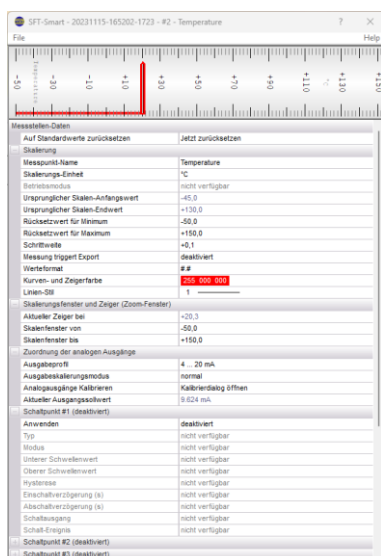 SFT-Smart - 20231115-165202-1723 - #2 - Temperature ? ×
File Help
Temperature °C
-50 -30 -10 +10 +30 +50 +70 +90 +110 +130 +150
Messstellen-Daten
Auf Standardwerte zurücksetzen Jetzt zurücksetzen
Skalierung
Messpunkt-Name Temperature
Skalierungs-Einheit °C
Betriebsmodus nicht verfügbar
Ursprünglicher Skalen-Anfangswert -45,0
Ursprünglicher Skalen-Endwert +130,0
Rücksetzwert für Minimum -50,0
Rücksetzwert für Maximum +150,0
Schrittweite +0,1
Messung triggert Export deaktiviert
Werteformat #.#
Kurven- und Zeigerfarbe 255 000 000
Linien-Stil 1
Skalierungsfenster und Zeiger (Zoom-Fenster)
Aktueller Zeiger bei +20,3
Skalenfenster von -50,0
Skalenfenster bis +150,0
Zuordnung der analogen Ausgänge
Ausgabeprofil 4 ... 20 mA
Ausgabeskalierungsmodus normal
Analogausgänge Kalibrieren Kalibrierdialog öffnen
Aktueller Ausgangssollwert 9.624 mA
Schaltpunkt #1 (deaktiviert)
Anwenden deaktiviert
Typ nicht verfügbar
Modus nicht verfügbar
Unterer Schwellenwert nicht verfügbar
Oberer Schwellenwert nicht verfügbar
Hysterese nicht verfügbar
Einschaltverzögerung (s) nicht verfügbar
Abschaltverzögerung (s) nicht verfügbar
Schaltausgang nicht verfügbar
Schalt-Ereignis nicht verfügbar
Schaltpunkt #2 (deaktiviert)
Schaltpunkt #3 (deaktiviert)